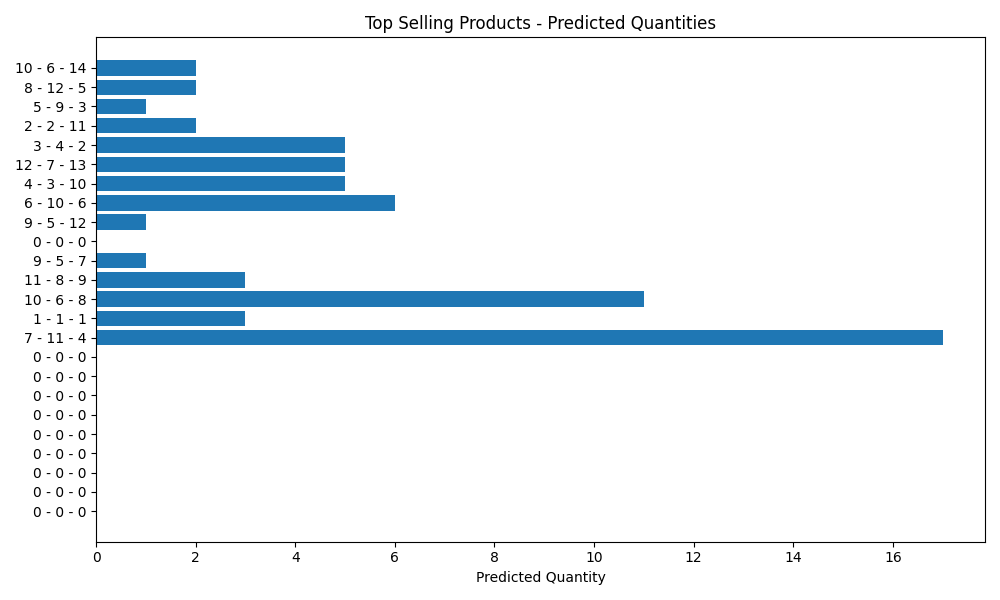 Top Selling Products - Predicted Quantities
10 - 6 - 14
8 - 12 - 5
5 - 9 - 3
2 - 2 - 11
3 - 4 - 2
12 - 7 - 13
4 - 3 - 10
6 - 10 - 6
9 - 5 - 12
0 - 0 - 0
9 - 5 - 7
11 - 8 - 9
10 - 6 - 8
1 - 1 - 1
7 - 11 - 4
0 - 0 - 0
0 - 0 - 0
0 - 0 - 0
0 - 0 - 0
0 - 0 - 0
0 - 0 - 0
0 - 0 - 0
0 - 0 - 0
0 - 0 - 0
0 2 4 6 8 10 12 14 16
Predicted Quantity